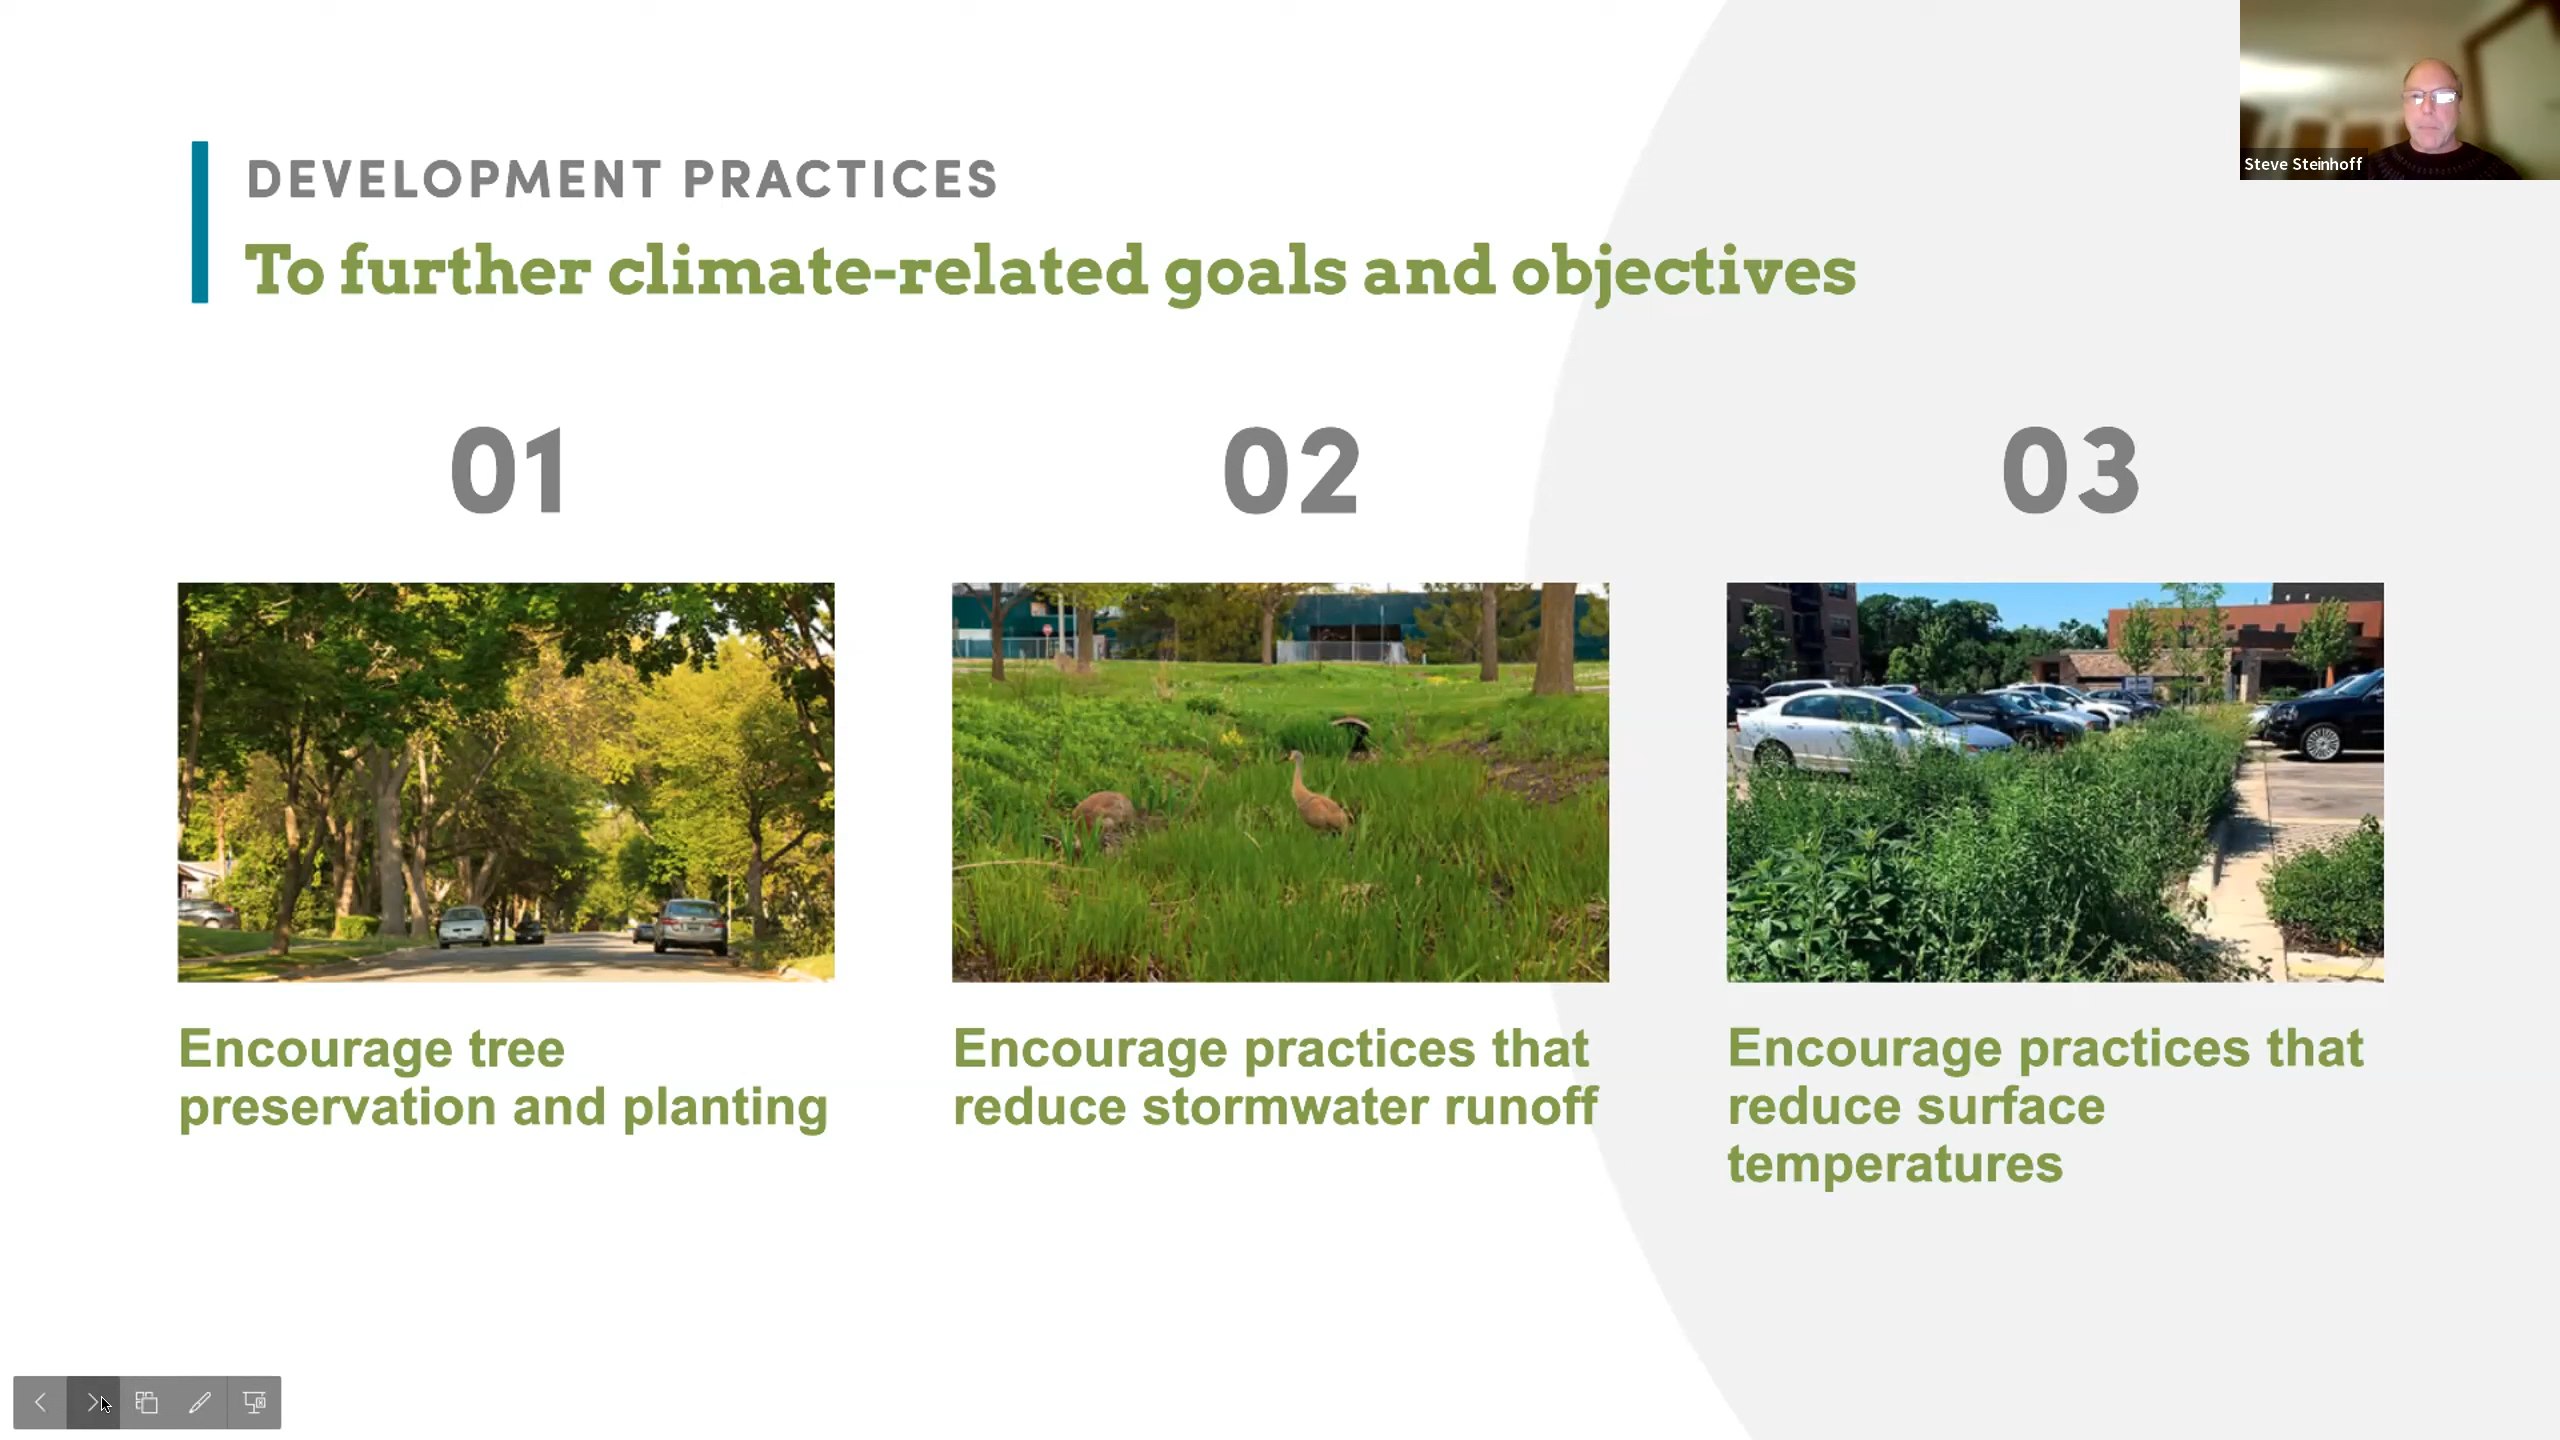 Steve Steinhoff
DEVELOPMENT PRACTICES
To further climate-related goals and objectives
01
02
03
Encourage tree
preservation and planting
Encourage practices that
reduce stormwater runoff
Encourage practices that
reduce surface
temperatures